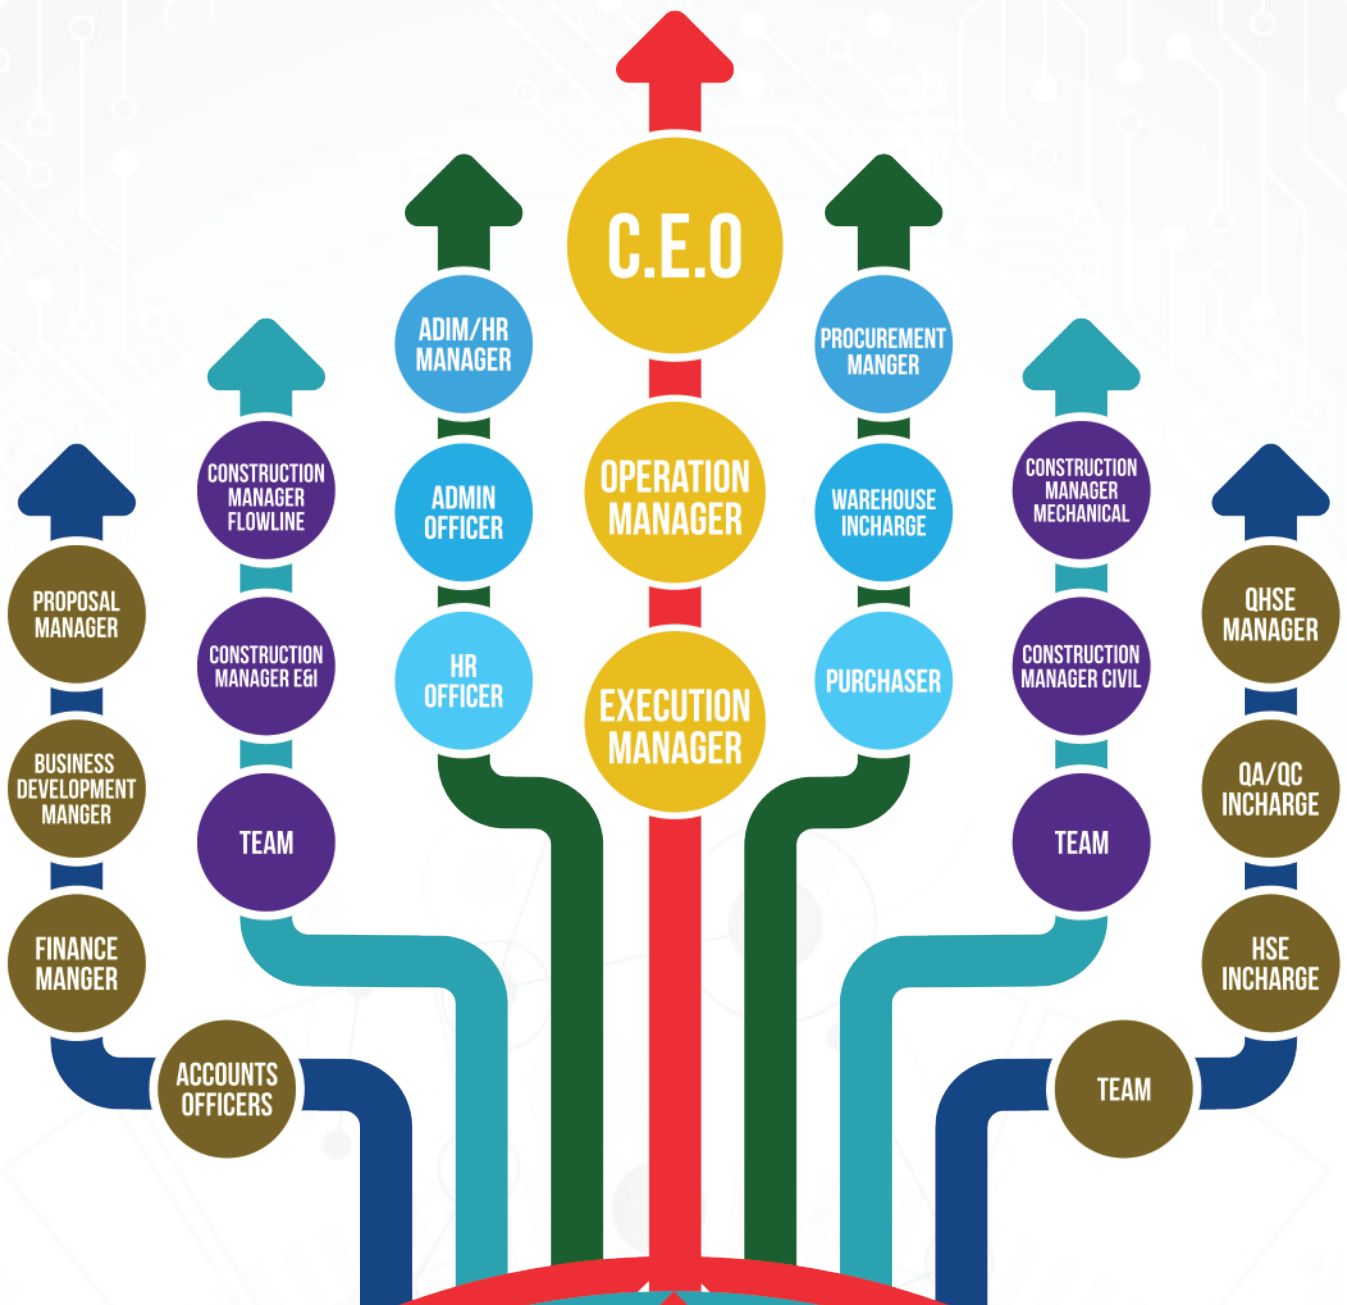 C.E.O
OPERATION
MANAGER
EXECUTION
MANAGER
ADIM/HR
MANAGER
ADMIN
OFFICER
HR
OFFICER
PROCUREMENT
MANGER
WAREHOUSE
INCHARGE
PURCHASER
CONSTRUCTION
MANAGER
FLOWLINE
CONSTRUCTION
MANAGER E&I
TEAM
CONSTRUCTION
MANAGER
MECHANICAL
CONSTRUCTION
MANAGER CIVIL
TEAM
PROPOSAL
MANAGER
BUSINESS
DEVELOPMENT
MANGER
FINANCE
MANGER
ACCOUNTS
OFFICERS
QHSE
MANAGER
QA/QC
INCHARGE
HSE
INCHARGE
TEAM